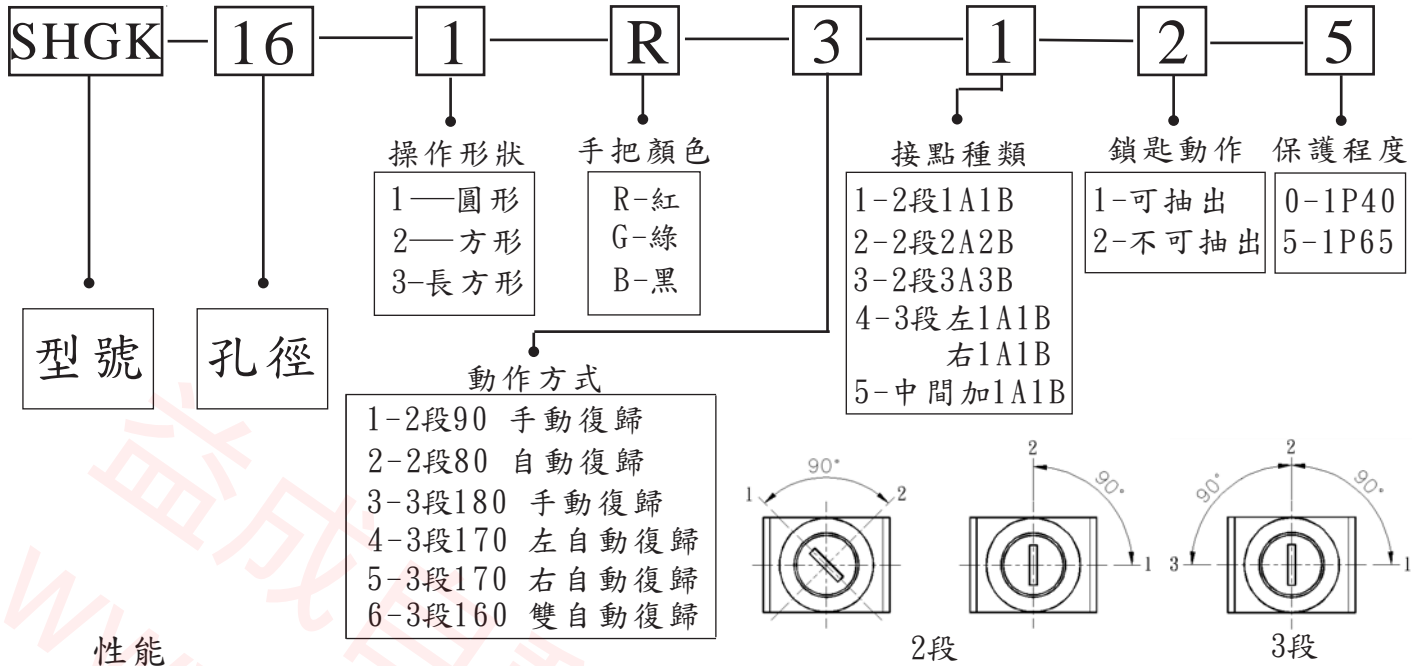 SHGK 16 1 R 3 1 2 5
型號
孔徑
操作形狀
1—圓形
2—方形
3-長方形
手把顏色
R-紅
G-綠
B-黑
動作方式
1-2段90 手動復歸
2-2段80 自動復歸
3-3段180 手動復歸
4-3段170 左自動復歸
5-3段170 右自動復歸
6-3段160 雙自動復歸
接點種類
1-2段1A1B
2-2段2A2B
3-2段3A3B
4-3段左1A1B
右1A1B
5-中間加1A1B
鎖匙動作
1-可抽出
2-不可抽出
保護程度
0-1P40
5-1P65
1 90° 2
2 90° 1
3 90° 2 90° 1
2段
3段
性能
益成自